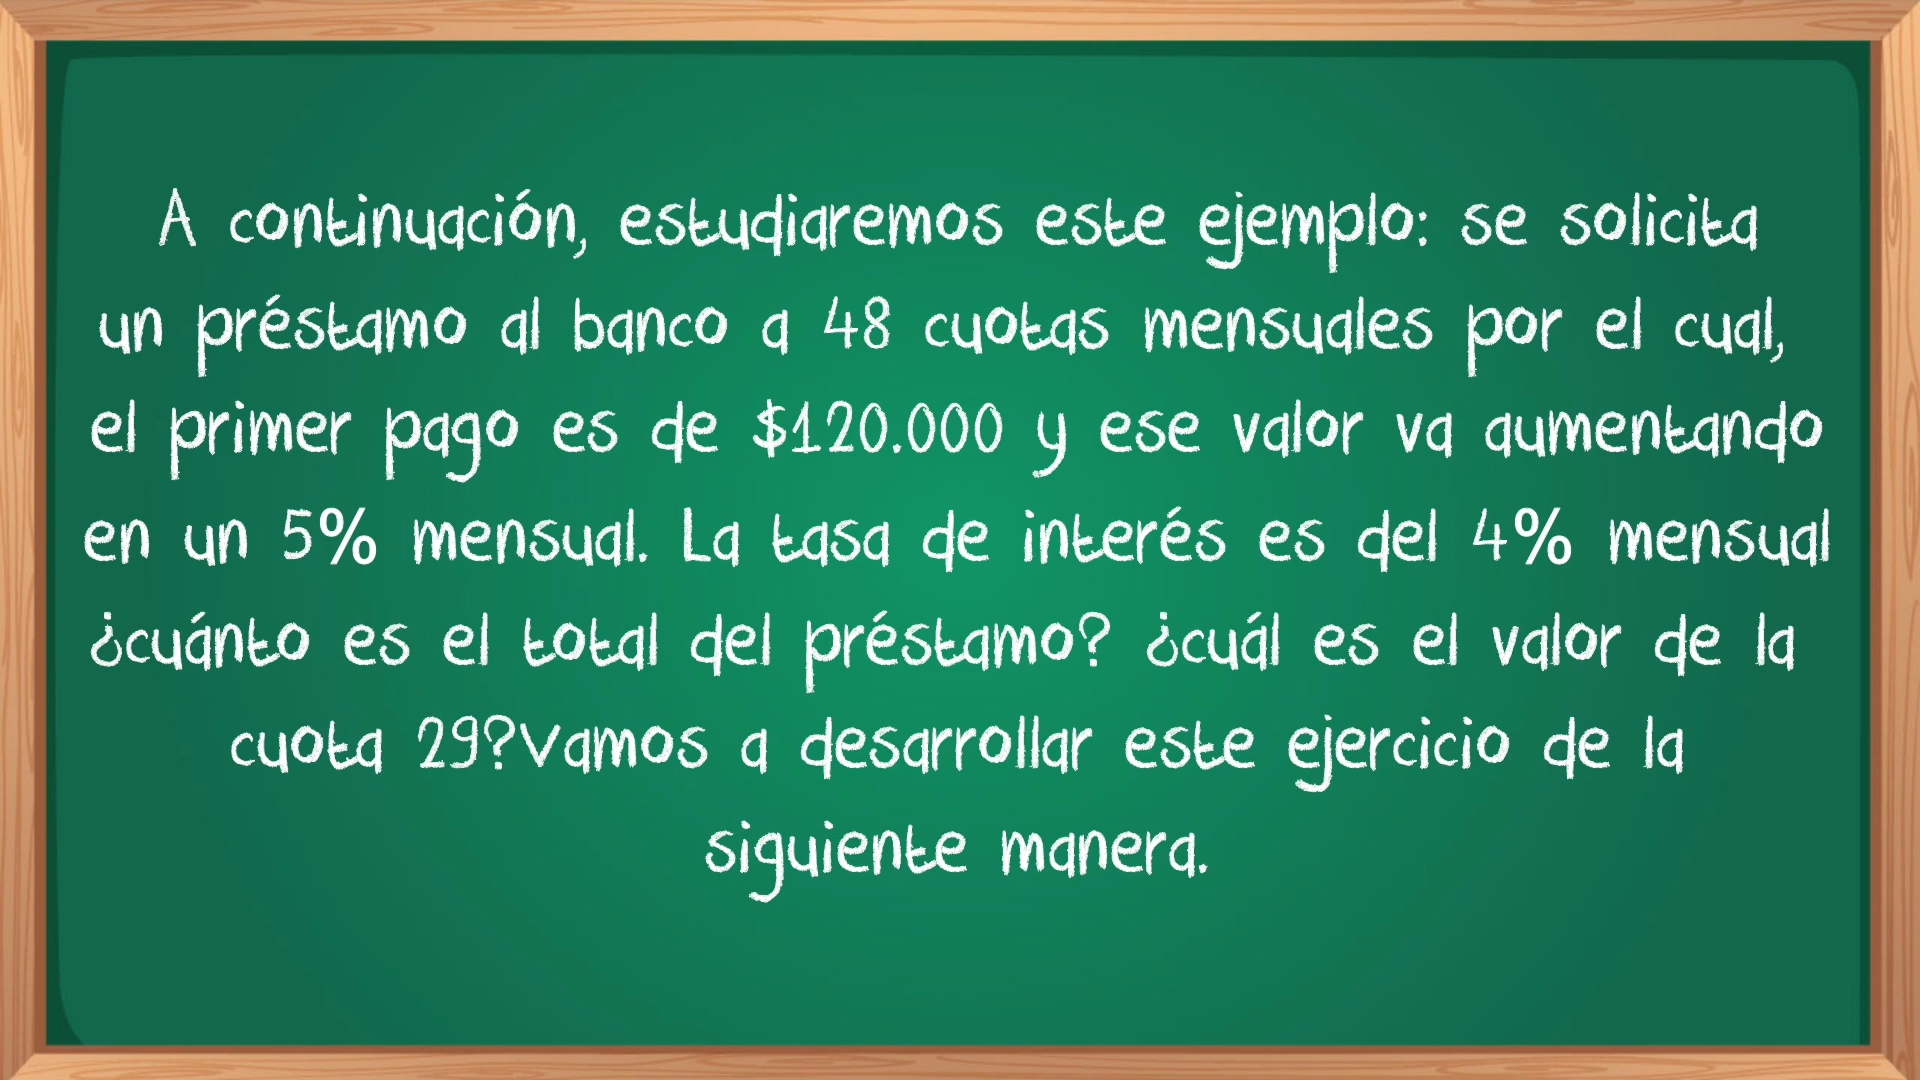 A continuación, estudiaremos este ejemplo: se solicita
un préstamo al banco a 48 cuotas mensuales por el cual,
el primer pago es de $120.000 y ese valor va aumentando
en un 5% mensual. La tasa de interés es del 4% mensual
¿cuánto es el total del préstamo? ¿cuál es el valor de la
cuota 29?Vamos a desarrollar este ejercicio de la
siguiente manera.